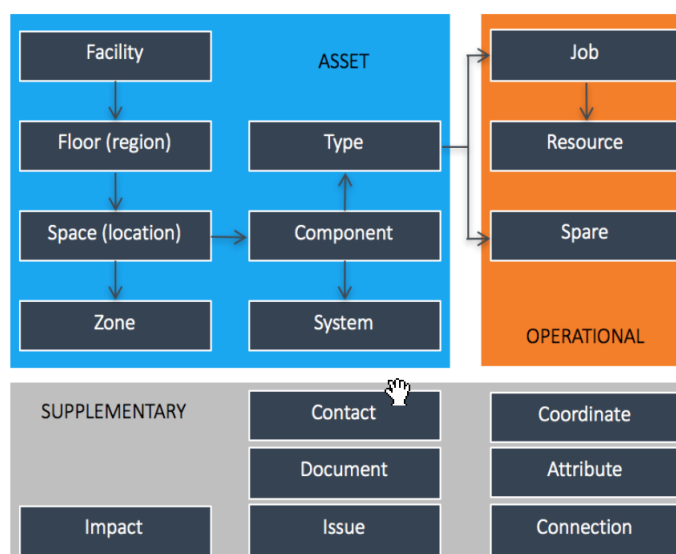 Facility
ASSET
Job
Floor (region)
Type
Resource
Space (location)
Component
Spare
Zone
System
OPERATIONAL
SUPPLEMENTARY
Contact
Coordinate
Document
Attribute
Impact
Issue
Connection